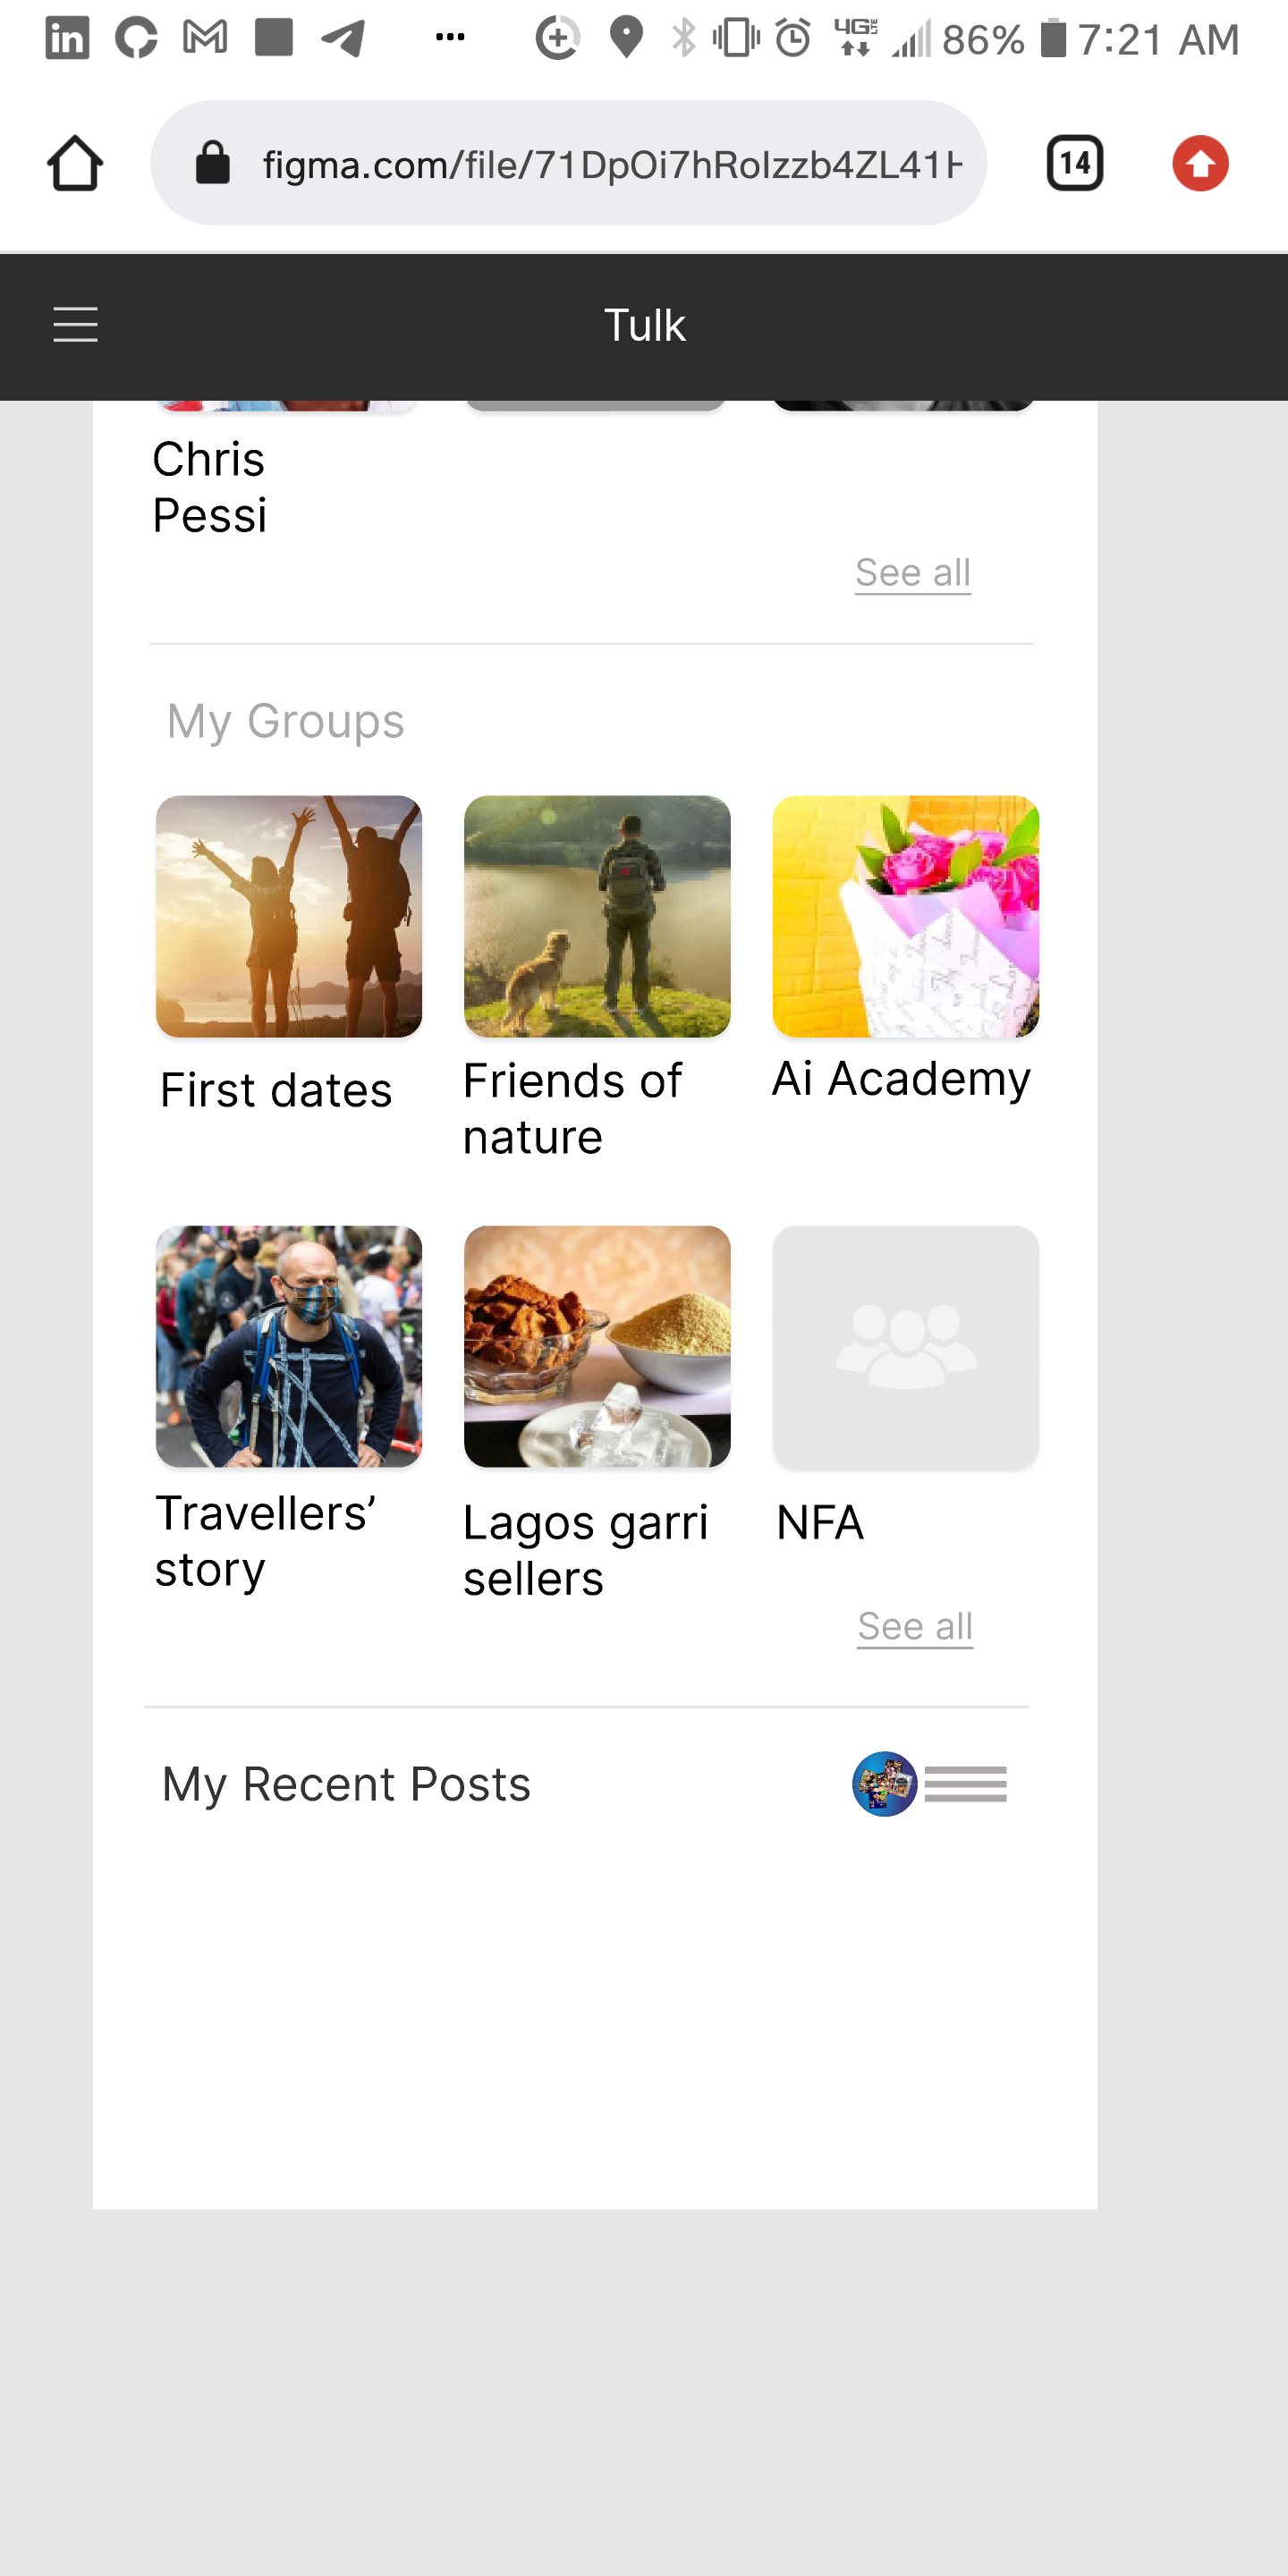 86% 7:21 AM
figma.com/file/71DpOi7hRoIzzb4ZL41H
14
Tulk
Chris
Pessi
See all
My Groups
First dates
Friends of
nature
Ai Academy
Travellers’
story
Lagos garri
sellers
NFA
See all
My Recent Posts